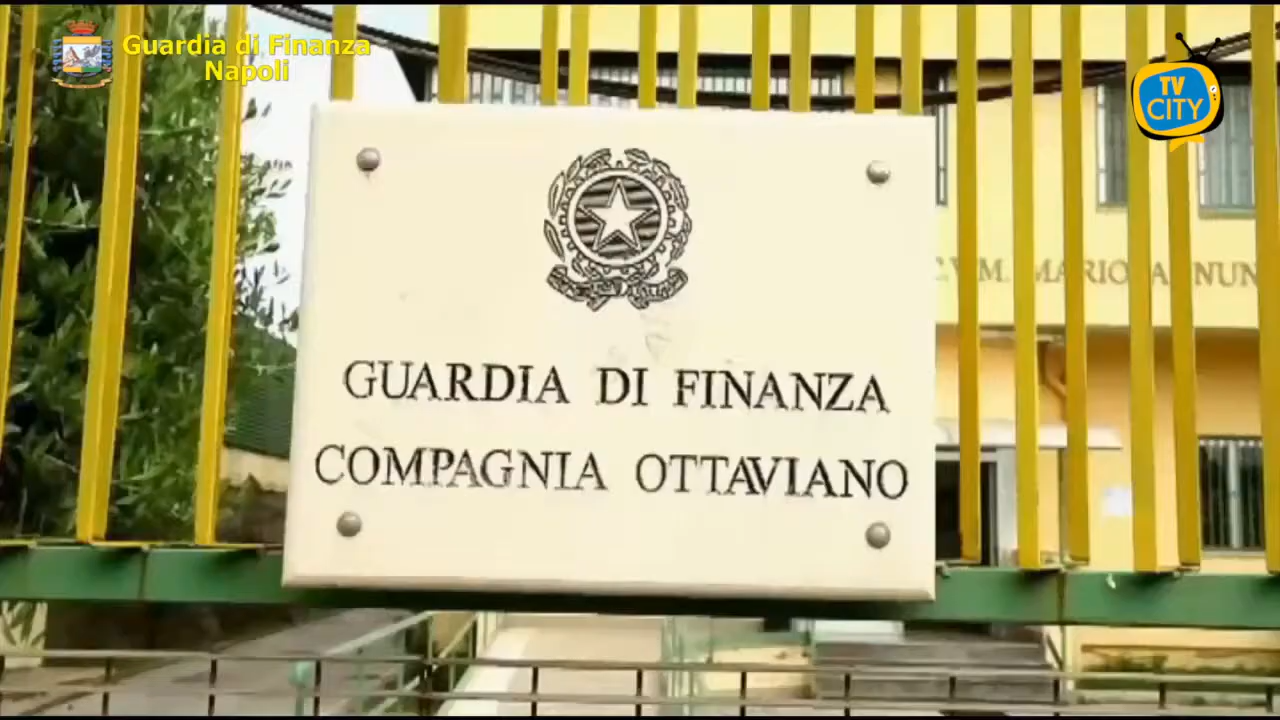 Guardia di Finanza
Napoli
TV
CITY
GUARDIA DI FINANZA
COMPAGNIA OTTAVIANO